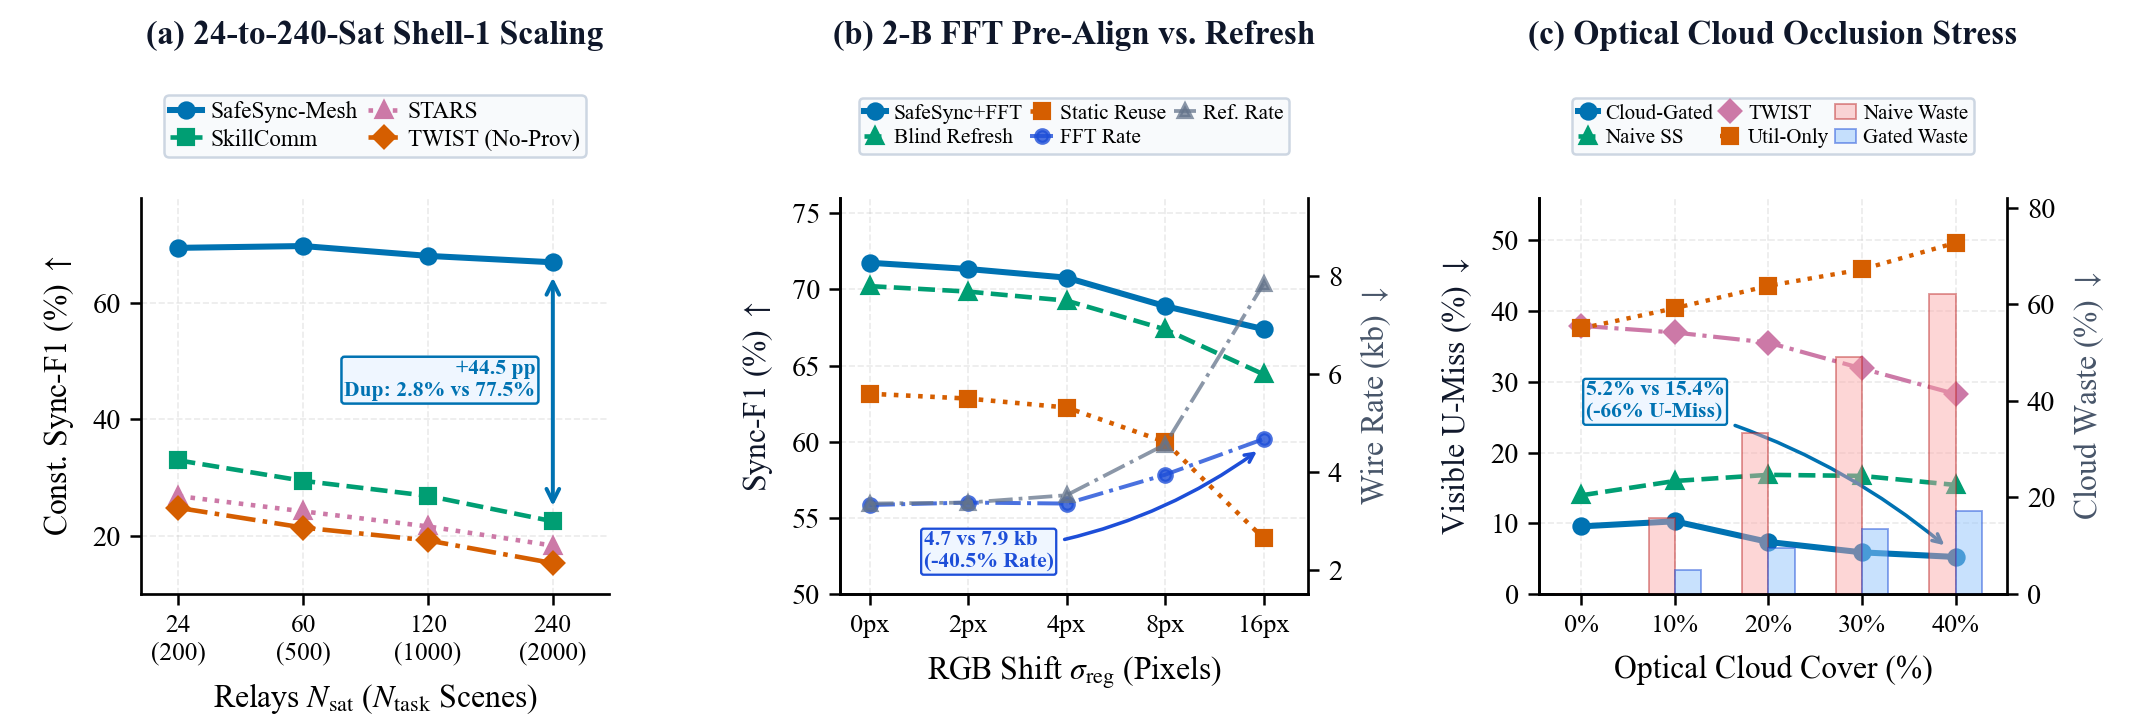 (a) 24-to-240-Sat Shell-1 Scaling
SafeSync-Mesh
SkillComm
STARS
TWIST (No-Prov)
Const. Sync-F1 (%) ↑
60
40
20
+44.5 pp
Dup: 2.8% vs 77.5%
24 60 120 240
(200) (500) (1000) (2000)
Relays N_sat (N_task Scenes)
(b) 2-B FFT Pre-Align vs. Refresh
SafeSync+FFT
Blind Refresh
Static Reuse
FFT Rate
Ref. Rate
Sync-F1 (%) ↑
75
70
65
60
55
50
4.7 vs 7.9 kb
(-40.5% Rate)
8
6
4
2
Wire Rate (kb) ↓
0px 2px 4px 8px 16px
RGB Shift σ_reg (Pixels)
(c) Optical Cloud Occlusion Stress
Cloud-Gated
Naive SS
TWIST
Util-Only
Naive Waste
Gated Waste
Visible U-Miss (%) ↓
50
40
30
20
10
0
5.2% vs 15.4%
(-66% U-Miss)
80
60
40
20
0
Cloud Waste (%) ↓
0% 10% 20% 30% 40%
Optical Cloud Cover (%)